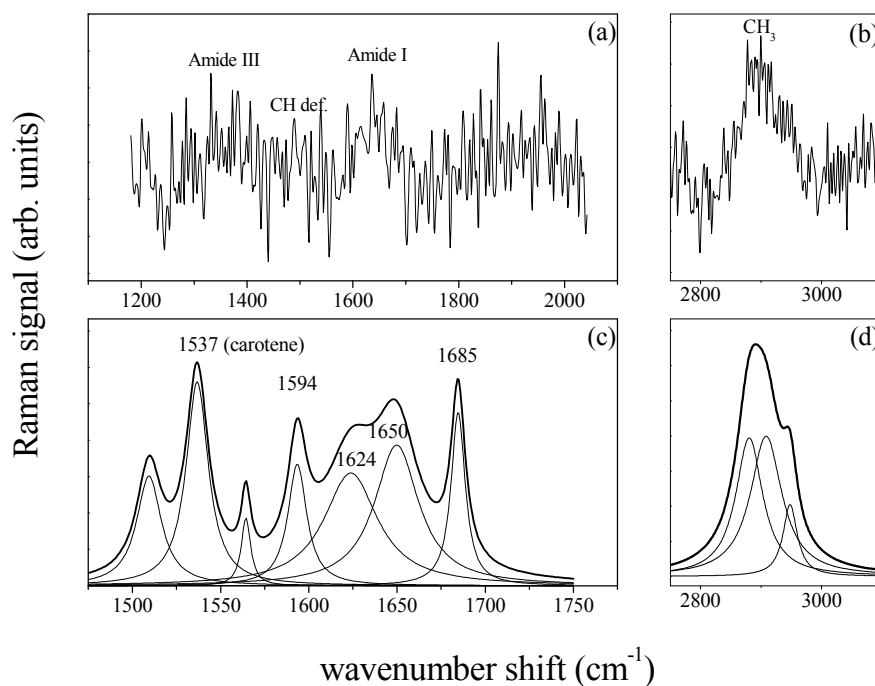 (a)
Amide III
Amide I
CH def.
(b)
CH3
1200 1400 1600 1800 2000
2800 3000
(c)
1537 (carotene)
1594
1685
1650
1624
(d)
1500 1550 1600 1650 1700 1750
2800 3000
Raman signal (arb. units)
wavenumber shift (cm-1)